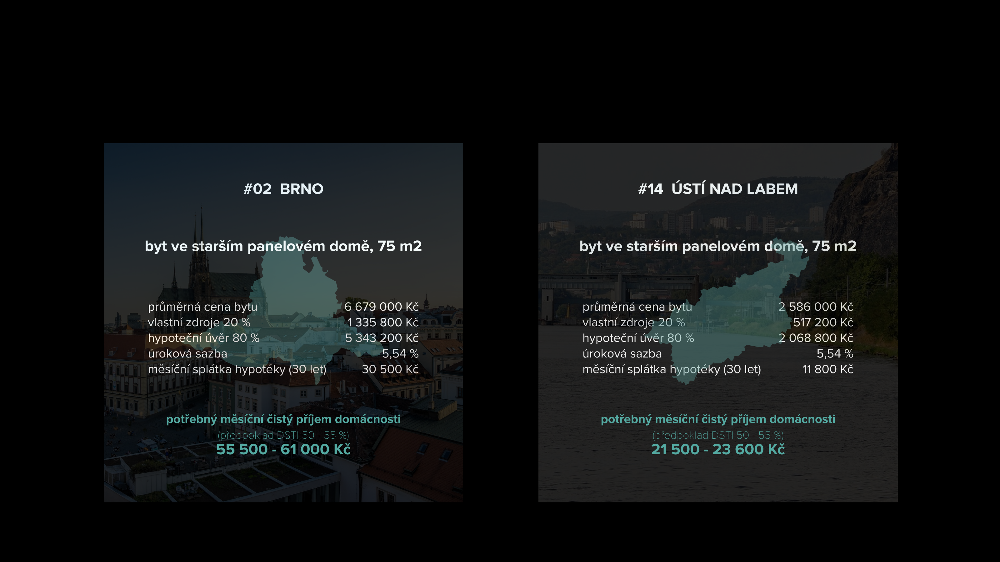 #02 BRNO
byt ve starším panelovém domě, 75 m2
průměrná cena bytu 6 679 000 Kč
vlastní zdroje 20 % 1 335 800 Kč
hypoteční úvěr 80 % 5 343 200 Kč
úroková sazba 5,54 %
měsíční splátka hypotéky (30 let) 30 500 Kč
potřebný měsíční čistý příjem domácnosti
(předpoklad DSTI 50 - 55 %)
55 500 - 61 000 Kč
#14 ÚSTÍ NAD LABEM
byt ve starším panelovém domě, 75 m2
průměrná cena bytu 2 586 000 Kč
vlastní zdroje 20 % 517 200 Kč
hypoteční úvěr 80 % 2 068 800 Kč
úroková sazba 5,54 %
měsíční splátka hypotéky (30 let) 11 800 Kč
potřebný měsíční čistý příjem domácnosti
(předpoklad DSTI 50 - 55 %)
21 500 - 23 600 Kč